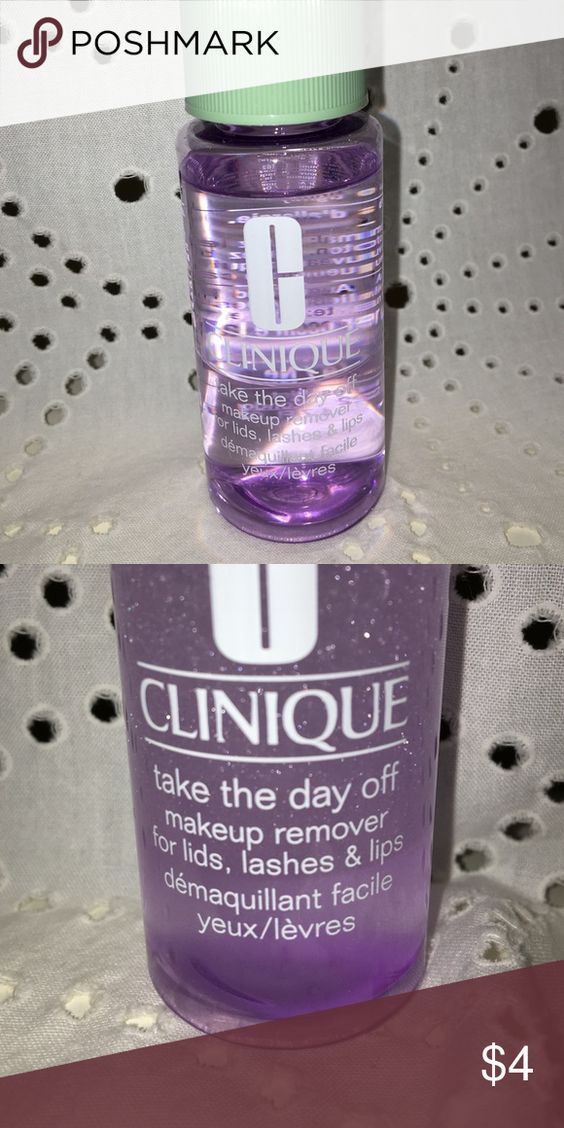 POSHMARK
d'allergie.
C
CLINIQUE
take the day off
makeup remover
for lids, lashes & lips
démaquillant facile
yeux/lèvres
CLINIQUE
take the day off
makeup remover
for lids, lashes & lips
démaquillant facile
yeux/lèvres
$4